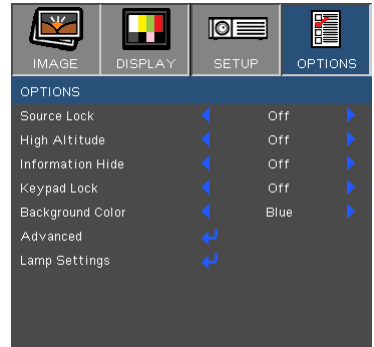 IMAGE DISPLAY SETUP OPTIONS
OPTIONS
Source Lock Off
High Altitude Off
Information Hide Off
Keypad Lock Off
Background Color Blue
Advanced
Lamp Settings